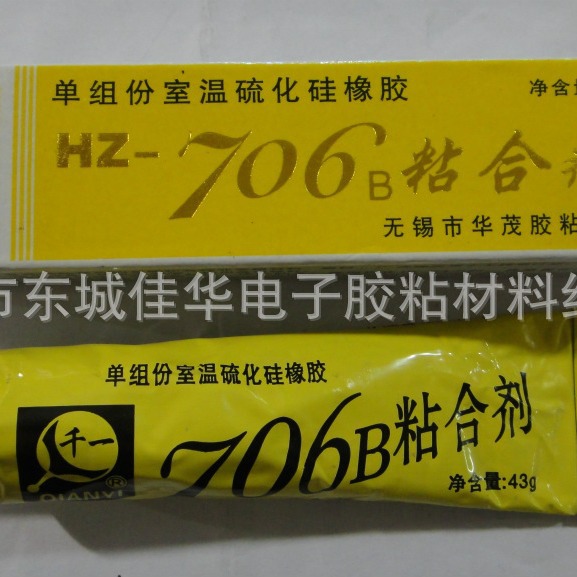 单组份室温硫化硅橡胶
净含量
HZ-706B粘合剂
无锡市华茂胶粘
市东城佳华电子胶粘材料经
单组份室温硫化硅橡胶
千一
QIANYI
®
706B粘合剂
净含量:43g